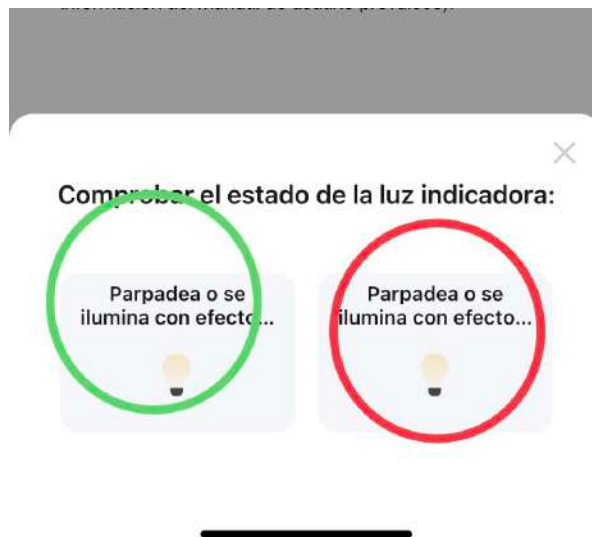 Comprobar el estado de la luz indicadora:
Parpadea o se
ilumina con efecto...
Parpadea o se
ilumina con efecto...